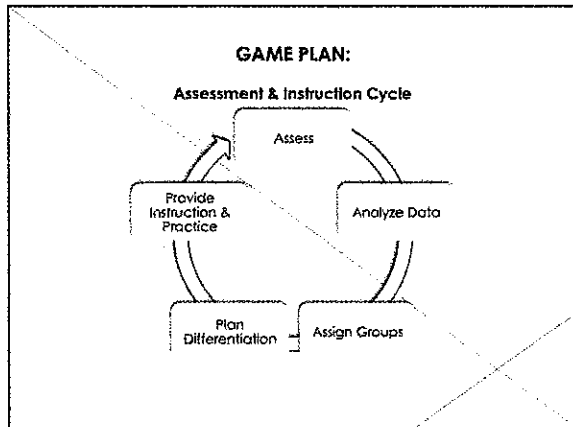 GAME PLAN:
Assessment & Instruction Cycle
Assess
Analyze Data
Assign Groups
Plan
Differentiation
Provide
Instruction &
Practice